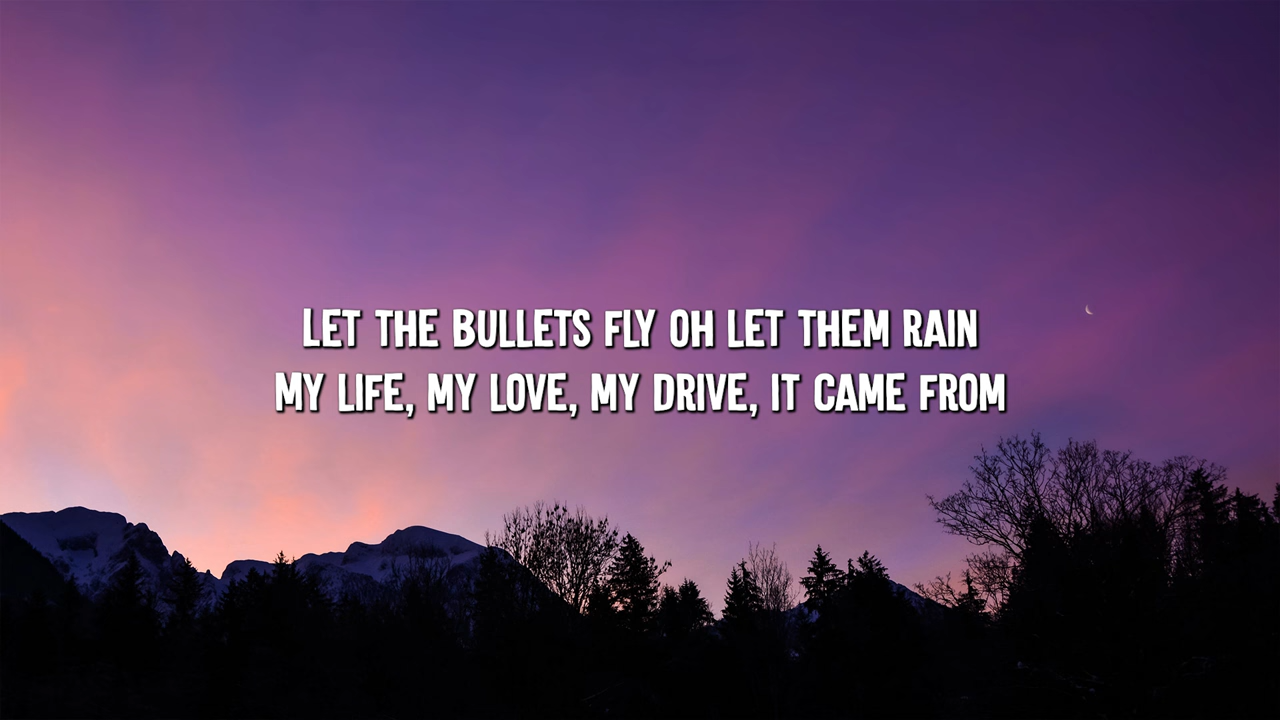 LET THE BULLETS FLY OH LET THEM RAIN
MY LIFE, MY LOVE, MY DRIVE, IT CAME FROM